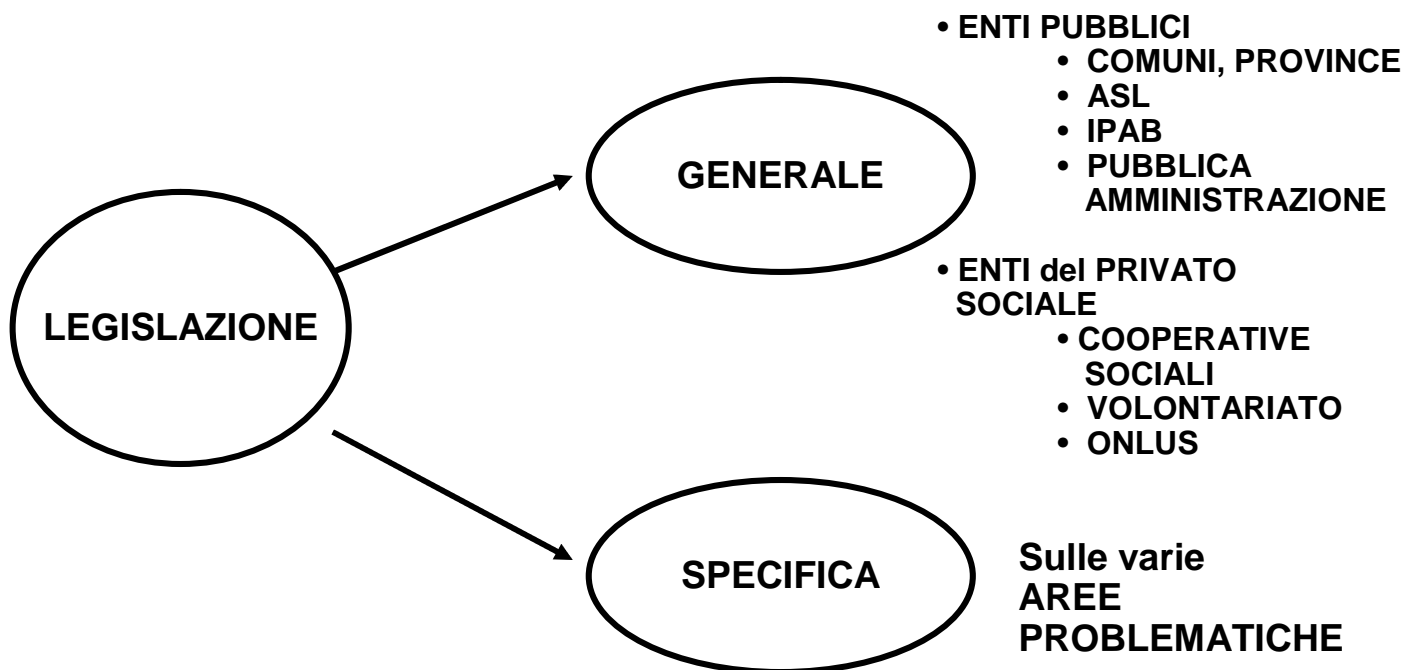 LEGISLAZIONE
GENERALE
• ENTI PUBBLICI
• COMUNI, PROVINCE
• ASL
• IPAB
• PUBBLICA
AMMINISTRAZIONE
• ENTI del PRIVATO
SOCIALE
• COOPERATIVE
SOCIALI
• VOLONTARIATO
• ONLUS
SPECIFICA
Sulle varie
AREE
PROBLEMATICHE